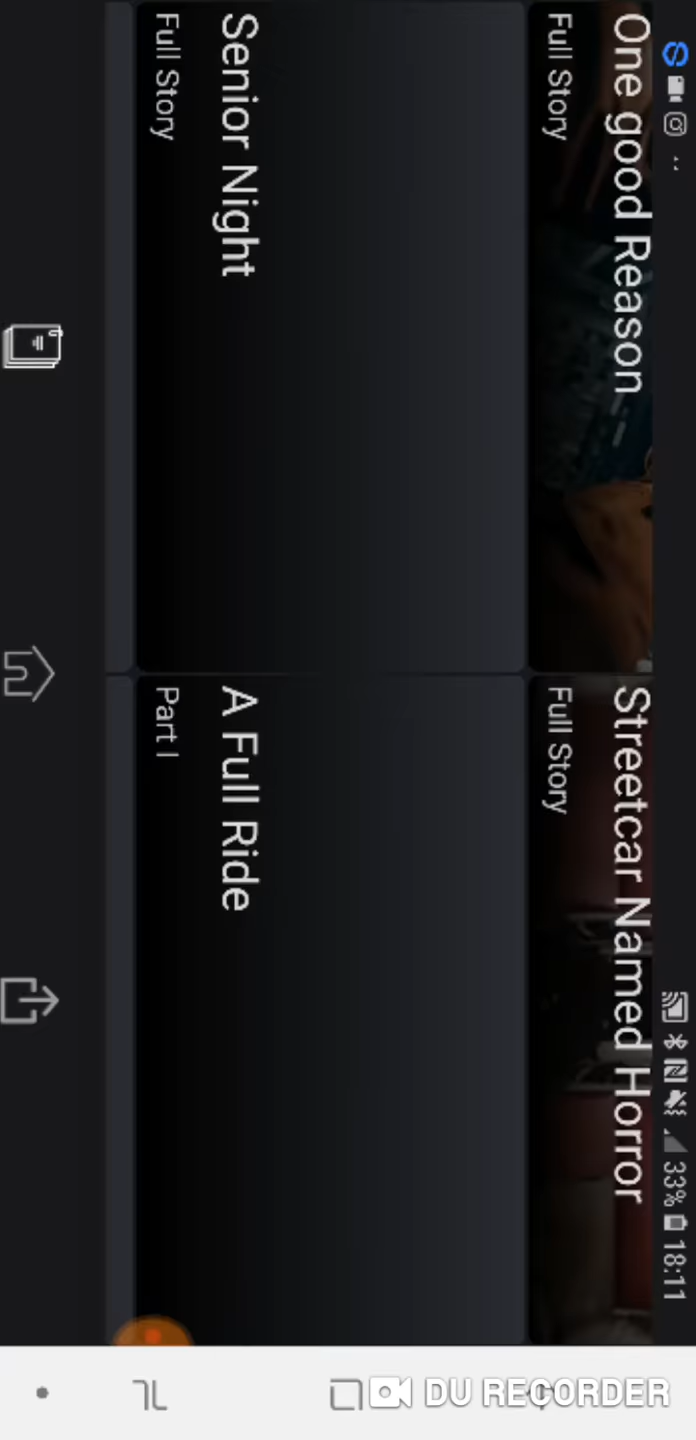 33% 18:11
One good Reason
Full Story
Streetcar Named Horror
Full Story
Senior Night
Full Story
A Full Ride
Part I
DU RECORDER